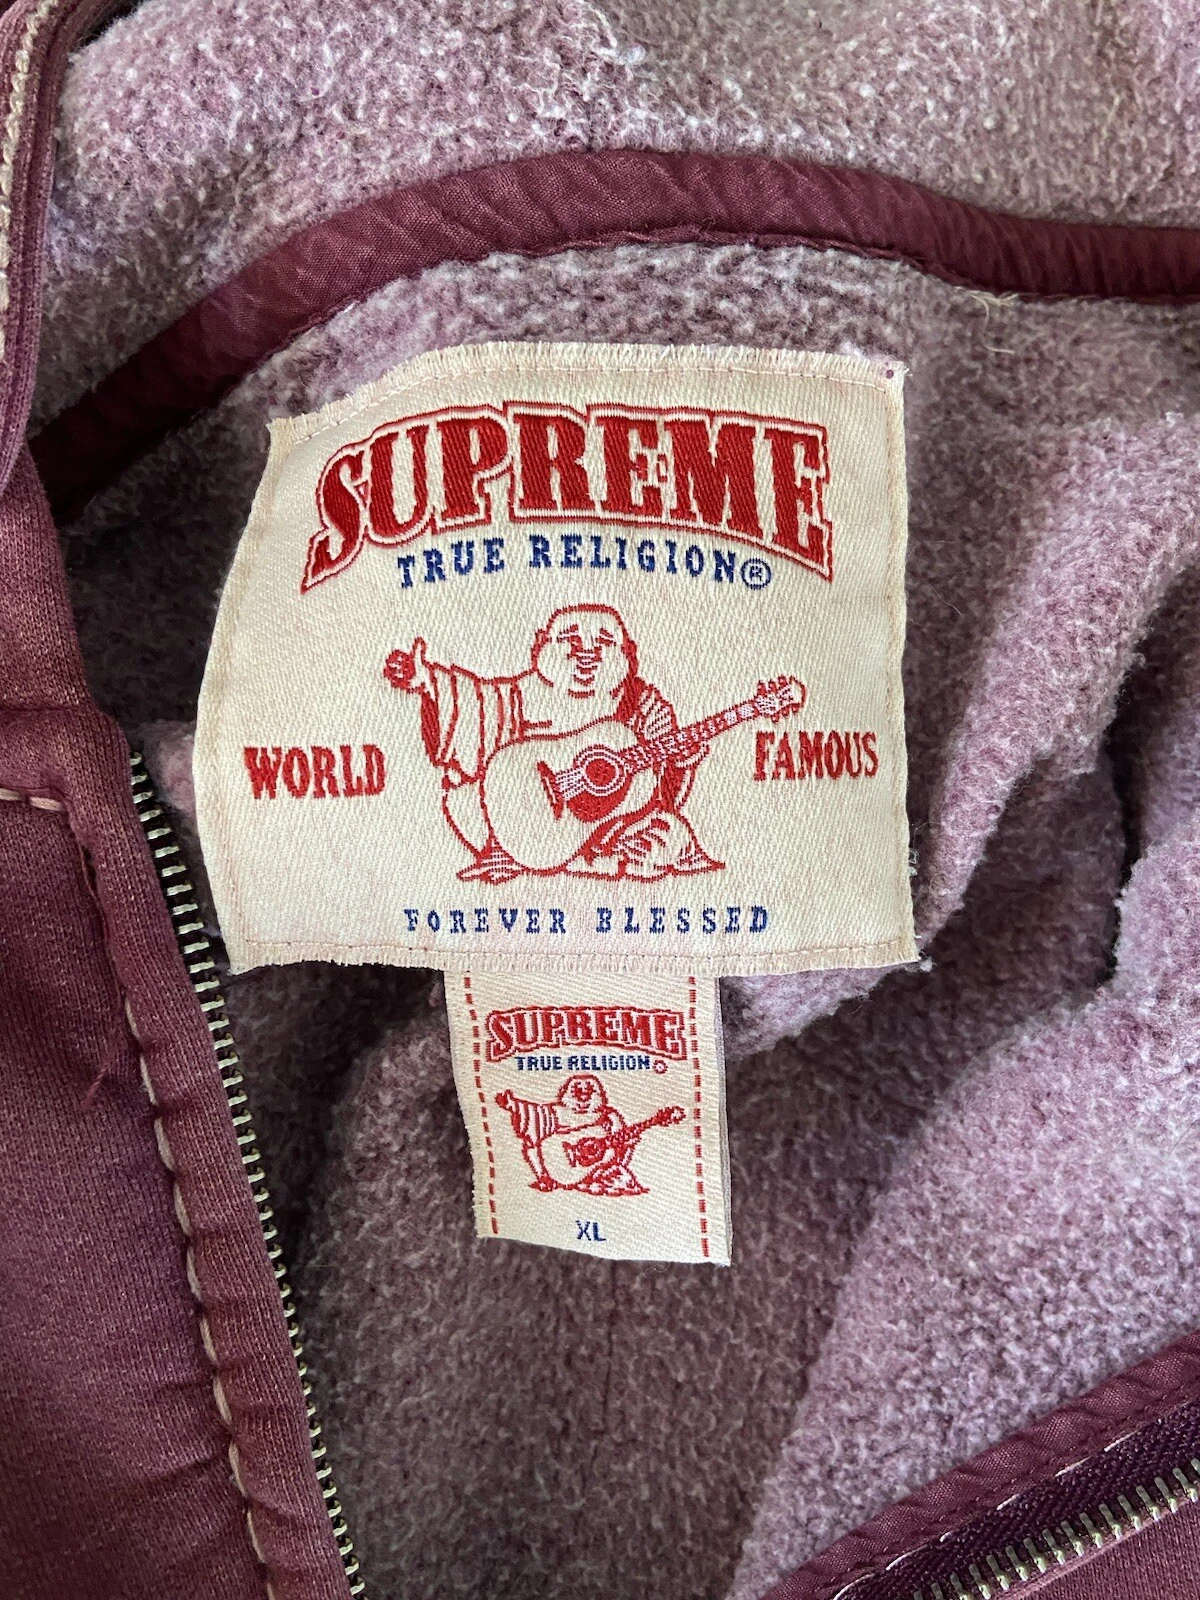 SUPREME
TRUE RELIGION®
WORLD FAMOUS
FOREVER BLESSED
SUPREME
TRUE RELIGION
XL